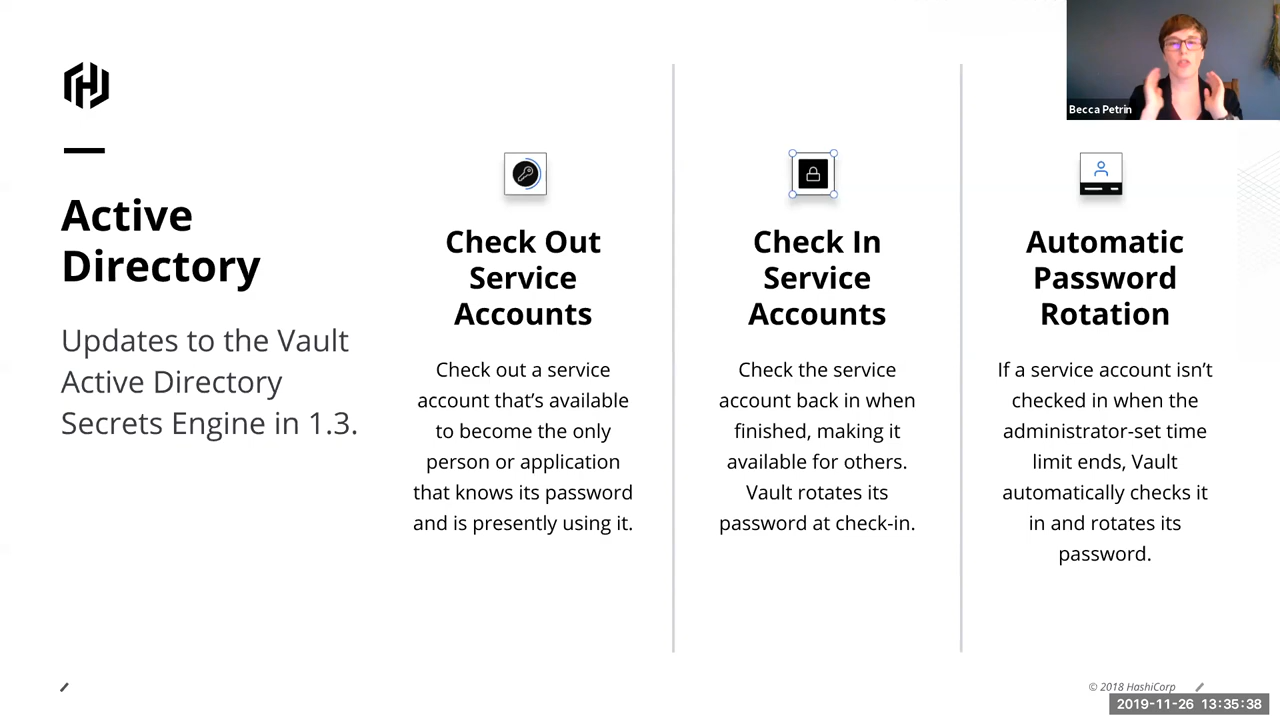 Becca Petrin
Active
Directory
Updates to the Vault
Active Directory
Secrets Engine in 1.3.
Check Out
Service
Accounts
Check out a service
account that’s available
to become the only
person or application
that knows its password
and is presently using it.
Check In
Service
Accounts
Check the service
account back in when
finished, making it
available for others.
Vault rotates its
password at check-in.
Automatic
Password
Rotation
If a service account isn’t
checked in when the
administrator-set time
limit ends, Vault
automatically checks it
in and rotates its
password.
© 2018 HashiCorp
2019-11-26 13:35:38